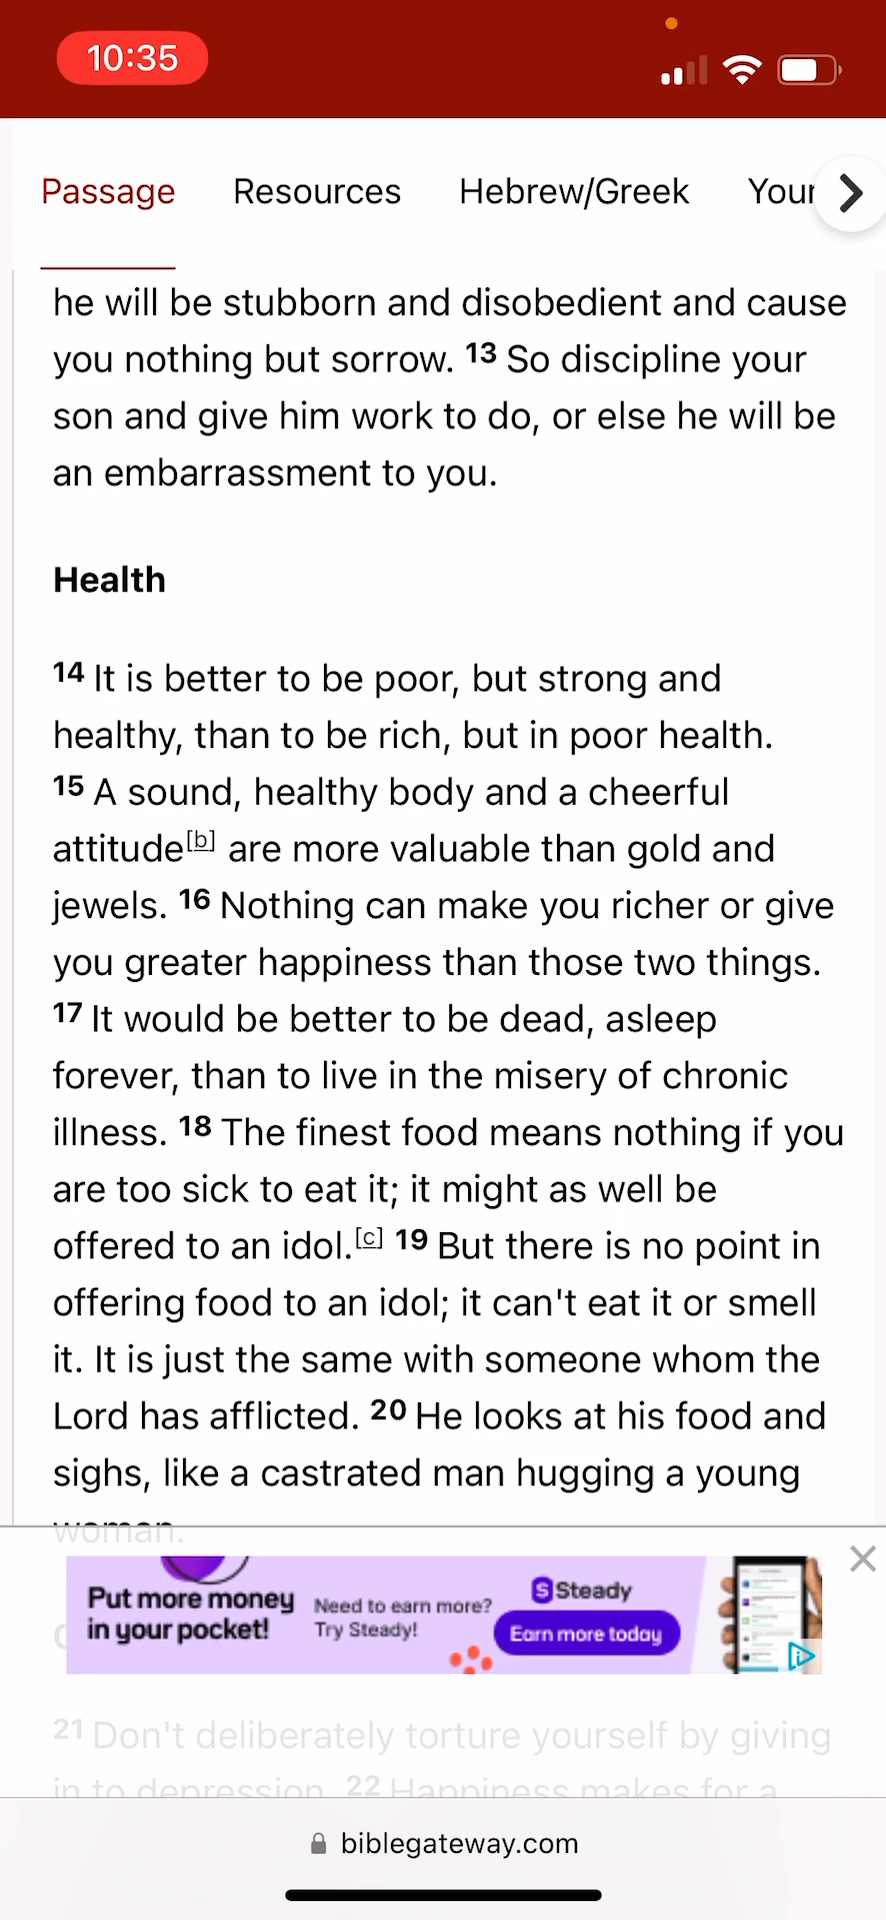 10:35
Passage Resources Hebrew/Greek Your
he will be stubborn and disobedient and cause
you nothing but sorrow. 13 So discipline your
son and give him work to do, or else he will be
an embarrassment to you.
Health
14 It is better to be poor, but strong and
healthy, than to be rich, but in poor health.
15 A sound, healthy body and a cheerful
attitude[b] are more valuable than gold and
jewels. 16 Nothing can make you richer or give
you greater happiness than those two things.
17 It would be better to be dead, asleep
forever, than to live in the misery of chronic
illness. 18 The finest food means nothing if you
are too sick to eat it; it might as well be
offered to an idol.[c] 19 But there is no point in
offering food to an idol; it can't eat it or smell
it. It is just the same with someone whom the
Lord has afflicted. 20 He looks at his food and
sighs, like a castrated man hugging a young
woman.
Put more money
in your pocket!
Need to earn more?
Try Steady!
S Steady
Earn more today
21 Don't deliberately torture yourself by giving
in to depression. 22 Happiness makes for a
biblegateway.com